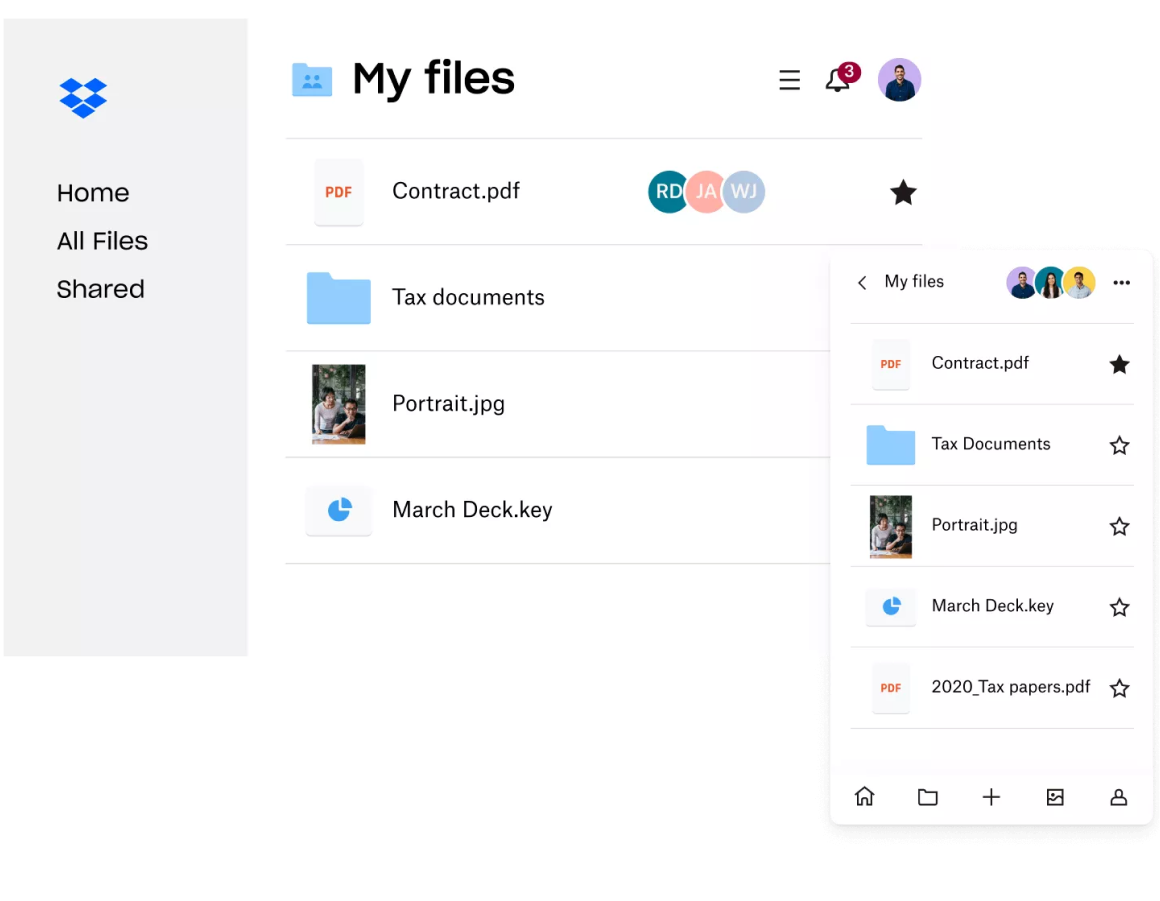 My files
3
Home
All Files
Shared
PDF
Contract.pdf
RD
JA
WJ
Tax documents
Portrait.jpg
March Deck.key
My files
PDF
Contract.pdf
Tax Documents
Portrait.jpg
March Deck.key
PDF
2020_Tax papers.pdf